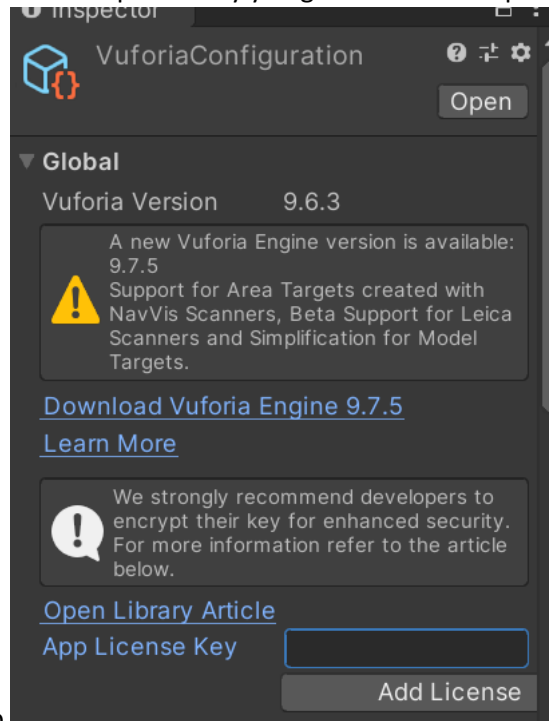 Inspector
VuforiaConfiguration
Open
Global
Vuforia Version 9.6.3
A new Vuforia Engine version is available:
9.7.5
Support for Area Targets created with
NavVis Scanners, Beta Support for Leica
Scanners and Simplification for Model
Targets.
Download Vuforia Engine 9.7.5
Learn More
We strongly recommend developers to
encrypt their key for enhanced security.
For more information refer to the article
below.
Open Library Article
App License Key
Add License